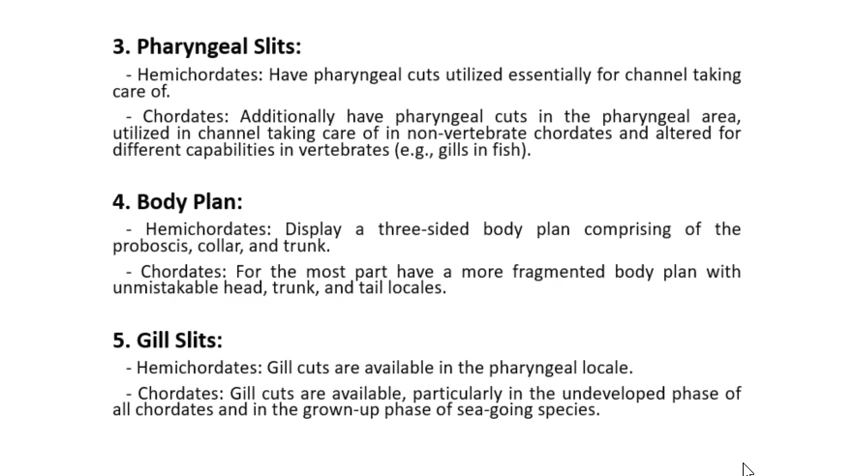 3. Pharyngeal Slits:
- Hemichordates: Have pharyngeal cuts utilized essentially for channel taking
care of.
- Chordates: Additionally have pharyngeal cuts in the pharyngeal area,
utilized in channel taking care of in non-vertebrate chordates and altered for
different capabilities in vertebrates (e.g., gills in fish).
4. Body Plan:
- Hemichordates: Display a three-sided body plan comprising of the
proboscis, collar, and trunk.
- Chordates: For the most part have a more fragmented body plan with
unmistakable head, trunk, and tail locales.
5. Gill Slits:
- Hemichordates: Gill cuts are available in the pharyngeal locale.
- Chordates: Gill cuts are available, particularly in the undeveloped phase of
all chordates and in the grown-up phase of sea-going species.